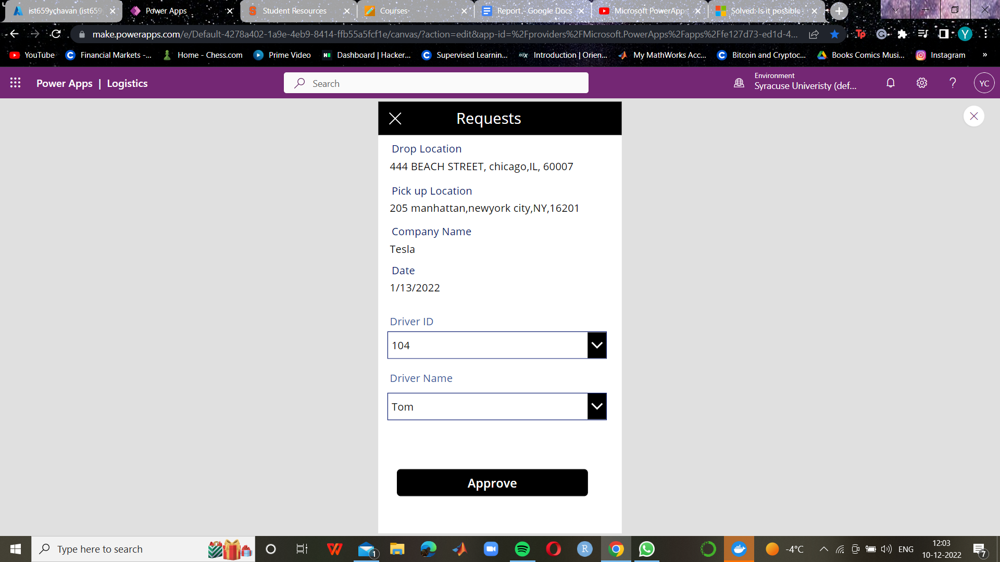 ist659ychavan (ist659
Power Apps
Student Resources
Courses
Report - Google Docs
Microsoft PowerApp
Solved: Is it possible
make.powerapps.com/e/Default-4278a402-1a9e-4eb9-8414-ffb55a5fcf1e/canvas/?action=edit&app-id=%2Fproviders%2FMicrosoft.PowerApps%2Fapps%2Ffe127d73-ed1d-4...
YouTube
Financial Markets -...
Home - Chess.com
Prime Video
Dashboard | Hacker...
Supervised Learnin...
Introduction | Orien...
My MathWorks Acc...
Bitcoin and Cryptoc...
Books Comics Musi...
Instagram
»
Power Apps | Logistics
Search
Environment
Syracuse Univeristy (def...
YC
Requests
Drop Location
444 BEACH STREET, chicago,IL, 60007
Pick up Location
205 manhattan,newyork city,NY,16201
Company Name
Tesla
Date
1/13/2022
Driver ID
104
Driver Name
Tom
Approve
Type here to search
1
-4°C
ENG
12:03
10-12-2022
7